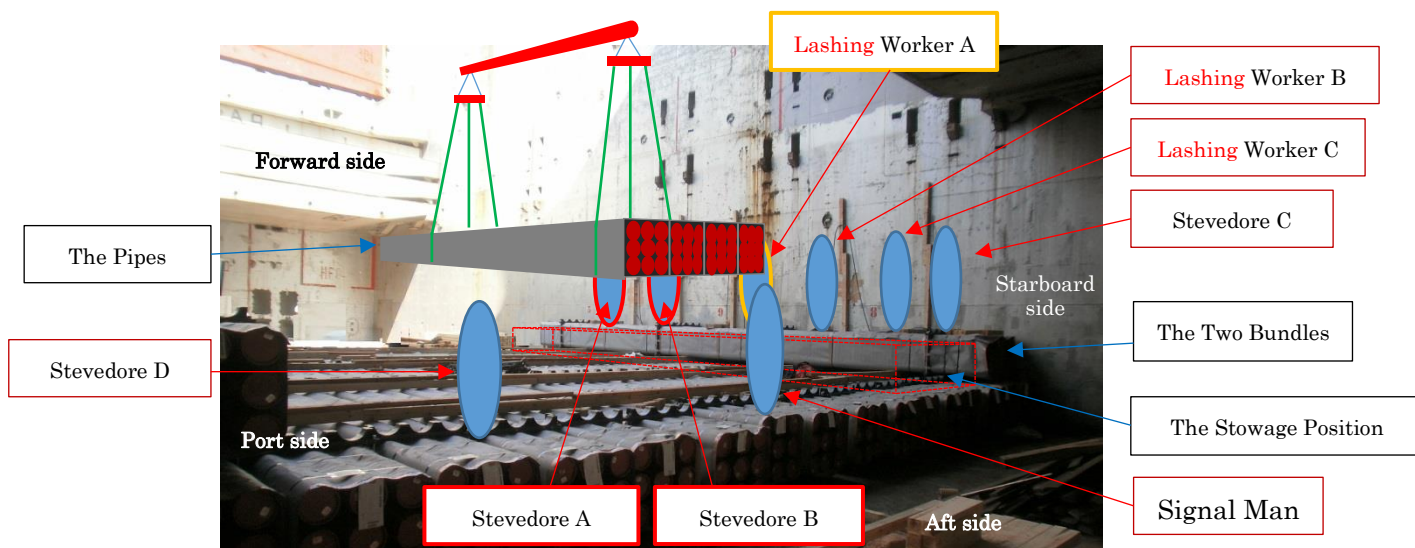 Lashing Worker A
Lashing Worker B
Lashing Worker C
Forward side
Stevedore C
The Pipes
Starboard side
The Two Bundles
Stevedore D
The Stowage Position
Port side
Stevedore A
Stevedore B
Aft side
Signal Man